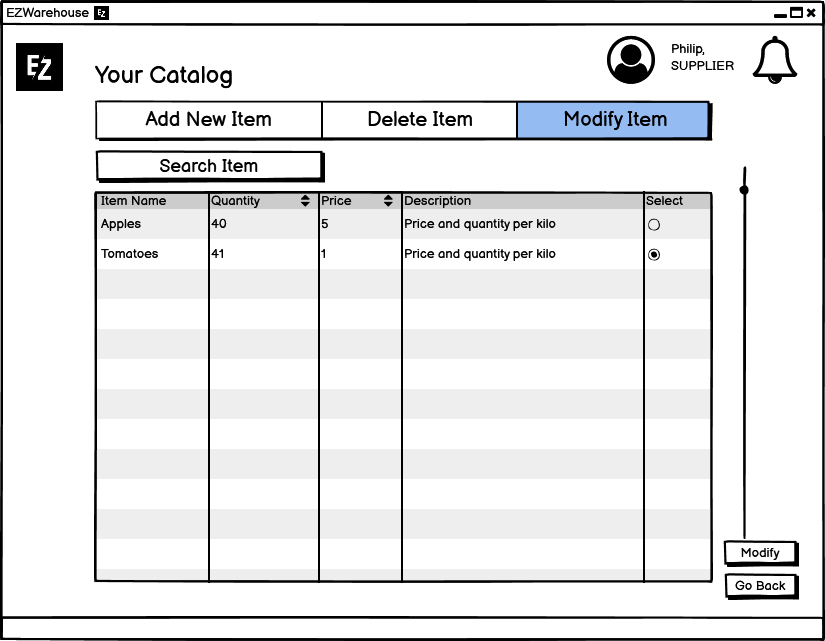 EZWarehouse EZ
EZ
Your Catalog
Philip,
SUPPLIER
Add New Item Delete Item Modify Item
Search Item
Item Name Quantity Price Description Select
Apples 40 5 Price and quantity per kilo
Tomatoes 41 1 Price and quantity per kilo
Modify
Go Back